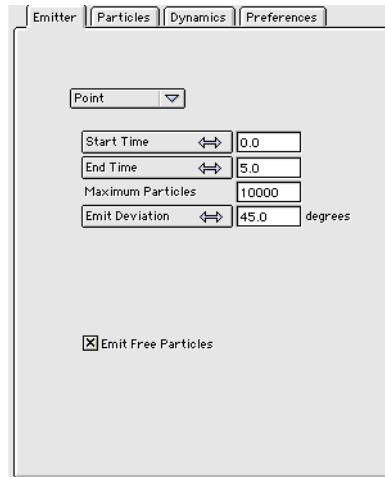 Emitter Particles Dynamics Preferences
Point
Start Time 0.0
End Time 5.0
Maximum Particles 10000
Emit Deviation 45.0 degrees
Emit Free Particles